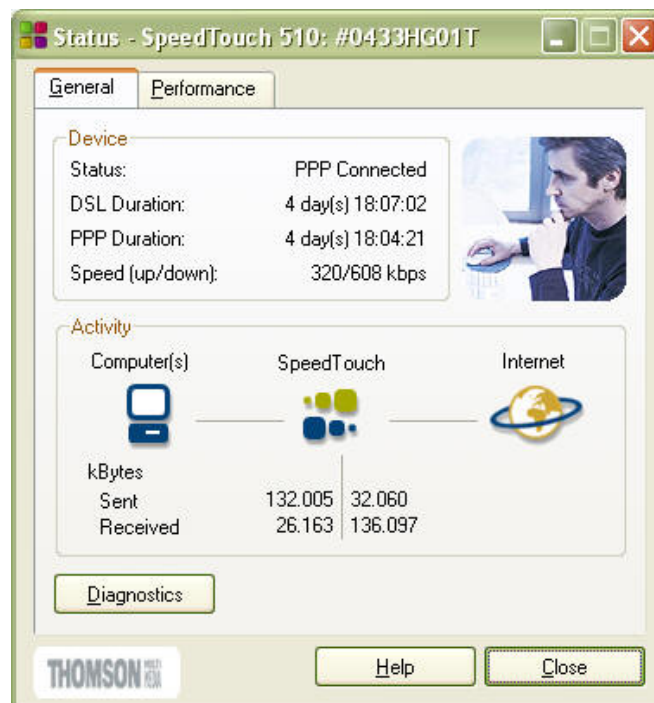 Status - SpeedTouch 510: #0433HG01T
General Performance
Device
Status: PPP Connected
DSL Duration: 4 day(s) 18:07:02
PPP Duration: 4 day(s) 18:04:21
Speed (up/down): 320/608 kbps
Activity
Computer(s) SpeedTouch Internet
kBytes
Sent 132.005 32.060
Received 26.163 136.097
Diagnostics
THOMSON MULTI MEDIA Help Close